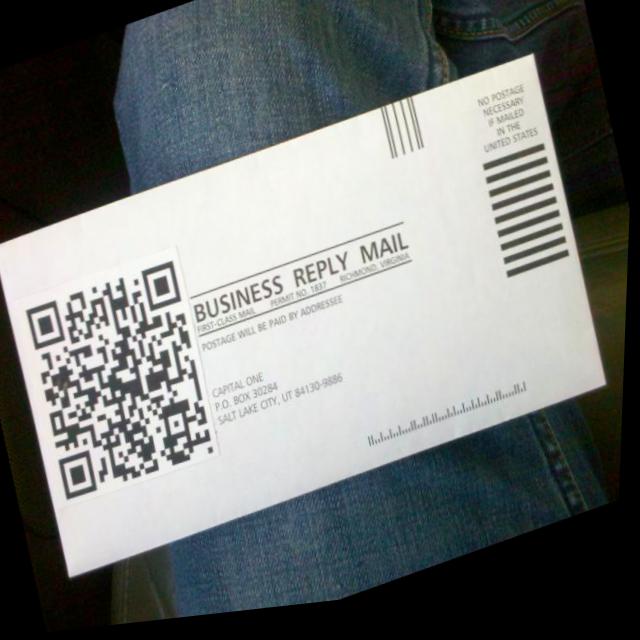 NO POSTAGE
NECESSARY
IF MAILED
IN THE
UNITED STATES
BUSINESS REPLY MAIL
FIRST-CLASS MAIL PERMIT NO. 1837 RICHMOND, VIRGINIA
POSTAGE WILL BE PAID BY ADDRESSEE
CAPITAL ONE
P.O. BOX 30284
SALT LAKE CITY, UT 84130-9886